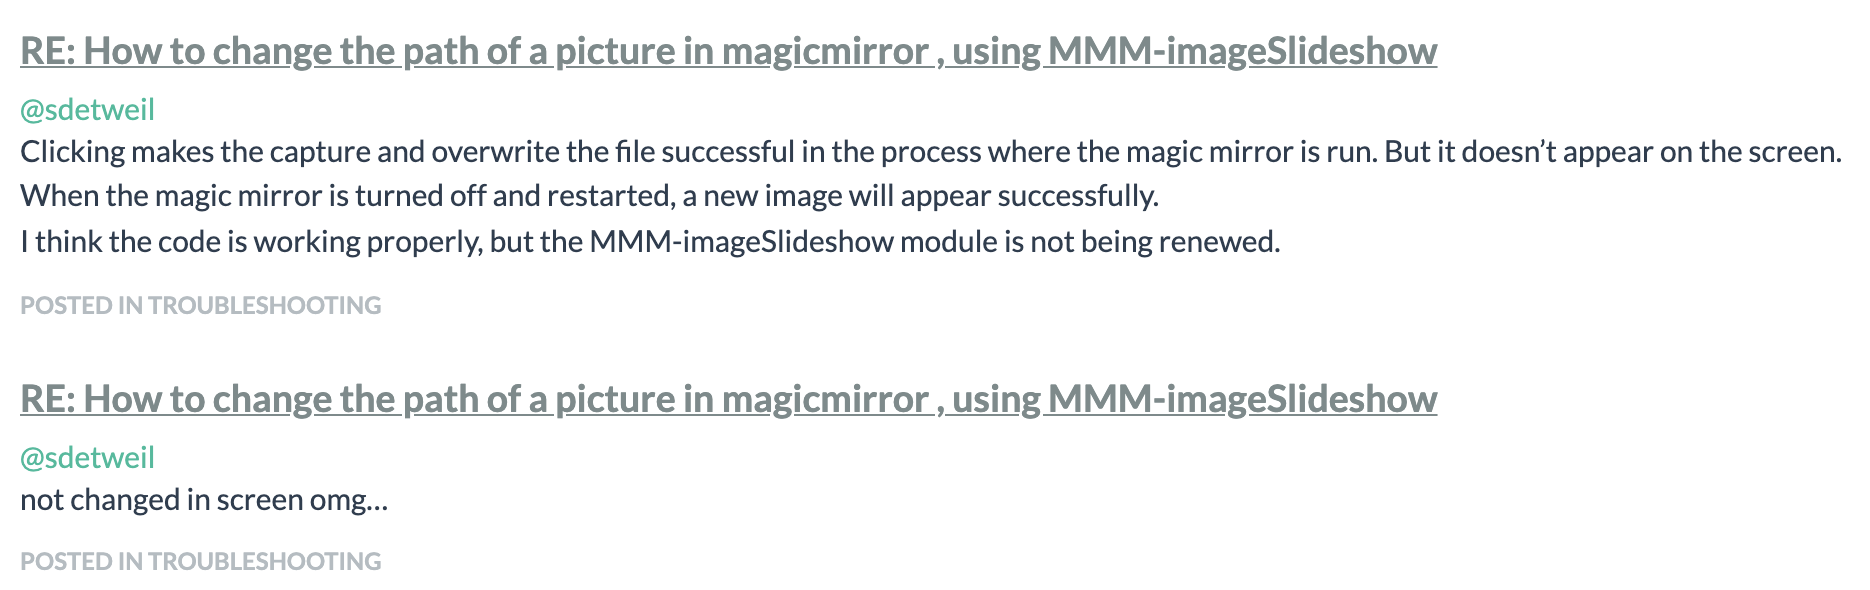 RE: How to change the path of a picture in magicmirror , using MMM-imageSlideshow
@sdetweil
Clicking makes the capture and overwrite the file successful in the process where the magic mirror is run. But it doesn’t appear on the screen.
When the magic mirror is turned off and restarted, a new image will appear successfully.
I think the code is working properly, but the MMM-imageSlideshow module is not being renewed.
POSTED IN TROUBLESHOOTING
RE: How to change the path of a picture in magicmirror , using MMM-imageSlideshow
@sdetweil
not changed in screen omg…
POSTED IN TROUBLESHOOTING